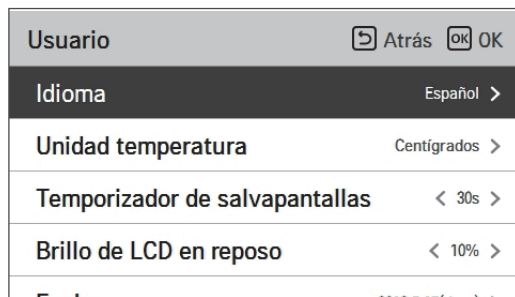 Usuario Atrás OK OK
Idioma Español >
Unidad temperatura Centígrados >
Temporizador de salvapantallas < 30s >
Brillo de LCD en reposo < 10% >